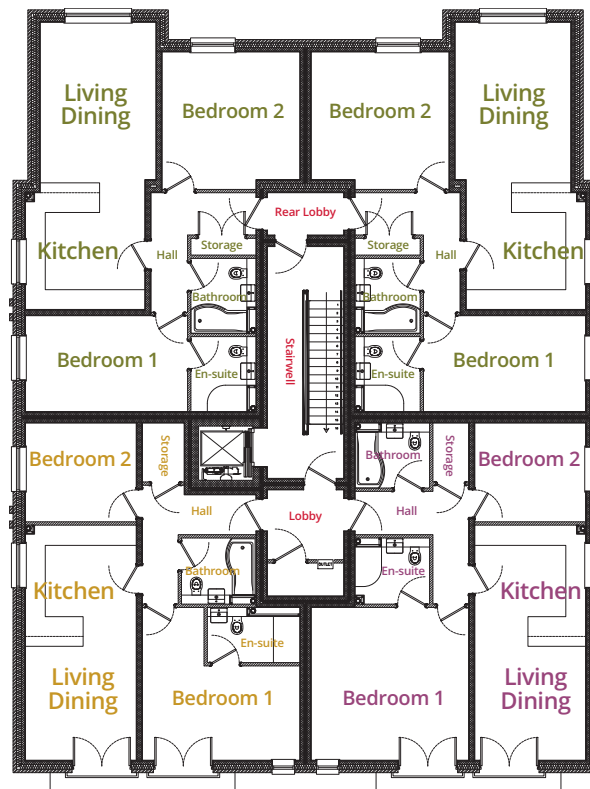 Living
Dining
Bedroom 2
Bedroom 2
Living
Dining
Rear Lobby
Kitchen
Hall
Storage
Storage
Hall
Kitchen
Bathroom
Bathroom
Bedroom 1
En-suite
Stairwell
En-suite
Bedroom 1
Bedroom 2
Storage
Bathroom
Storage
Bedroom 2
Hall
Lobby
Hall
Bathroom
En-suite
Kitchen
Kitchen
En-suite
Living
Dining
Bedroom 1
Bedroom 1
Living
Dining